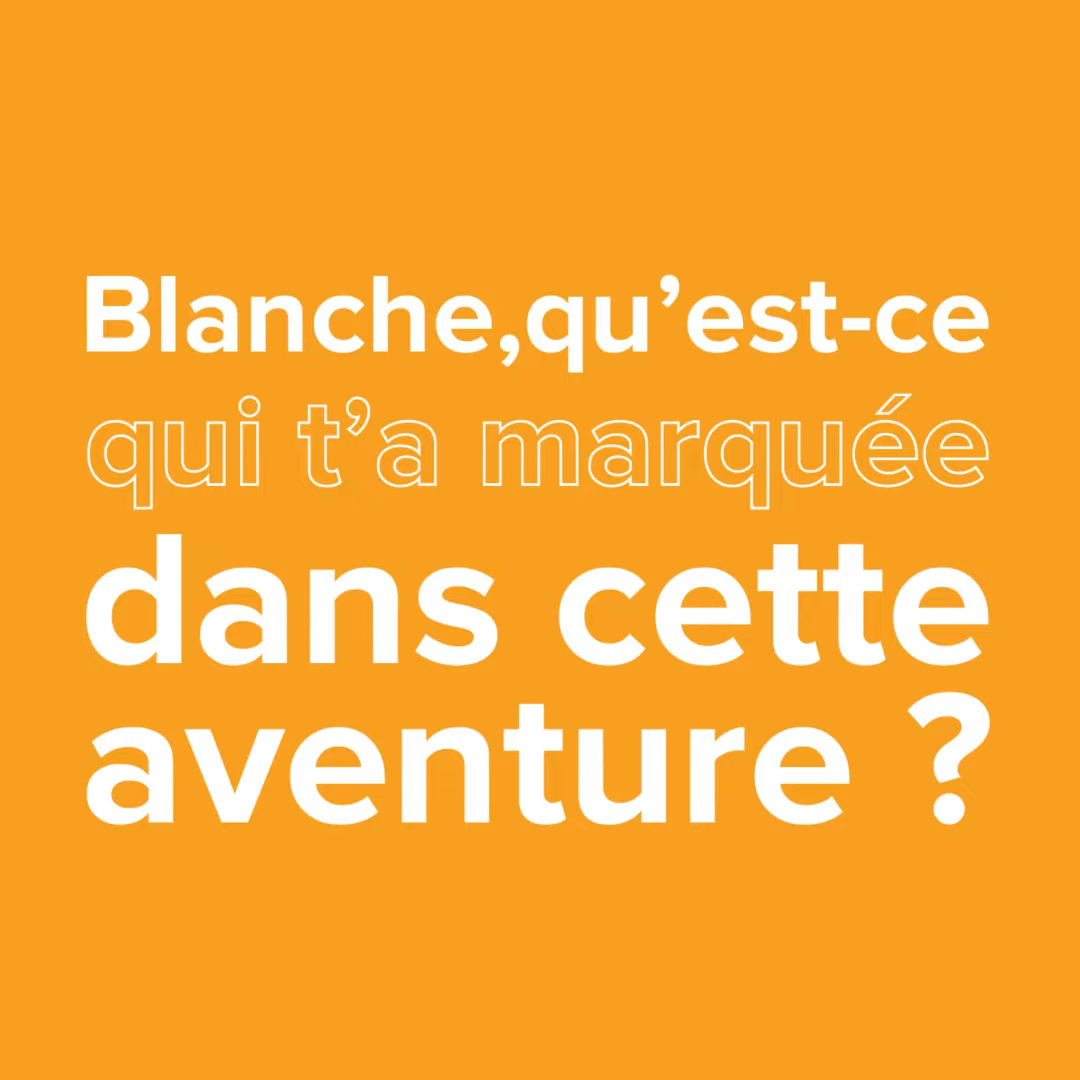 Blanche,qu’est-ce
qui t’a marquée
dans cette
aventure ?